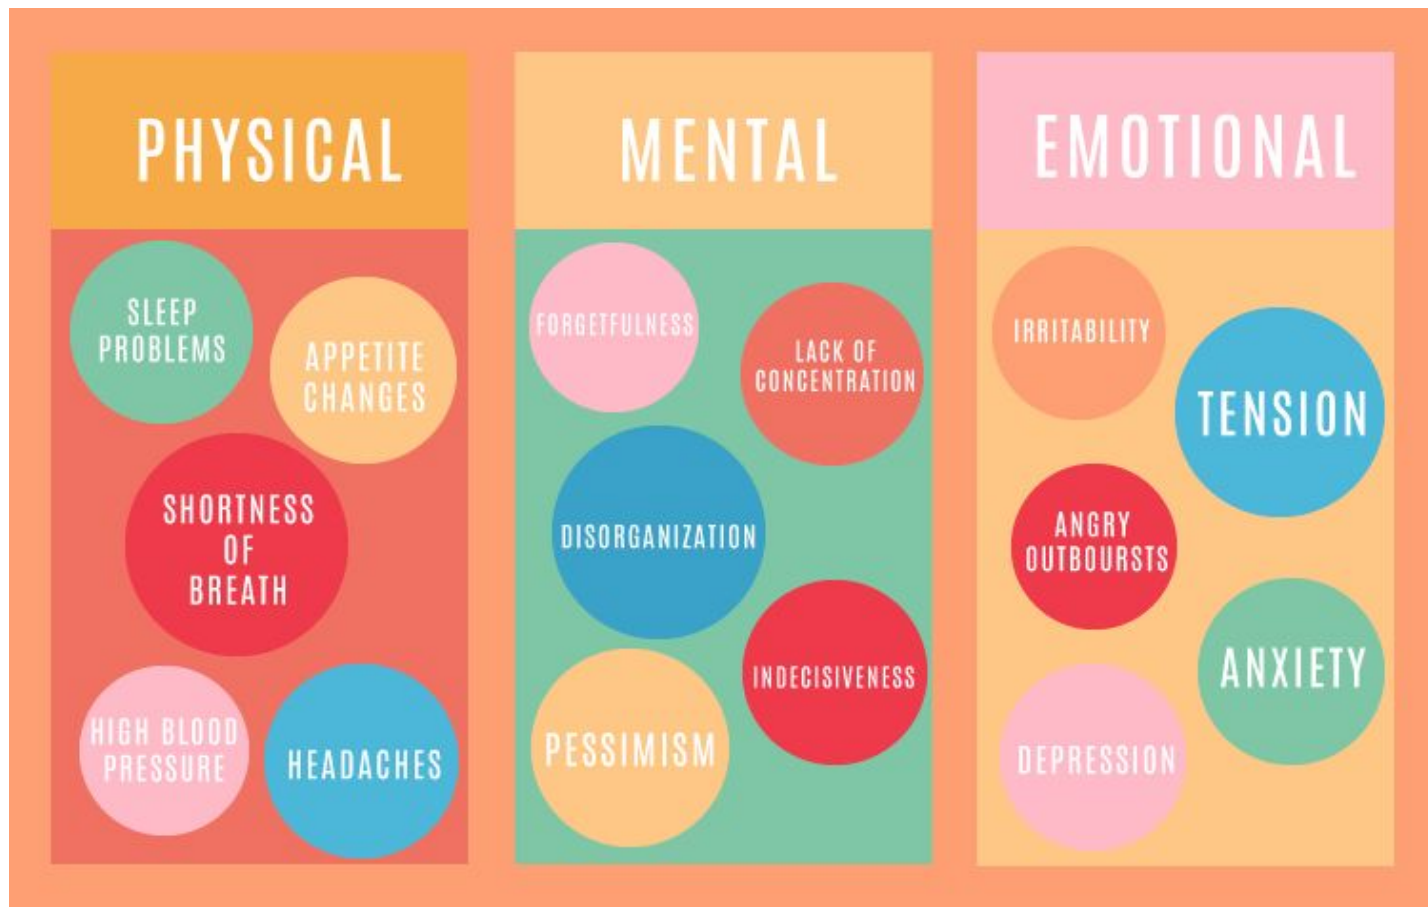 PHYSICAL
SLEEP
PROBLEMS
APPETITE
CHANGES
SHORTNESS
OF
BREATH
HIGH BLOOD
PRESSURE
HEADACHES
MENTAL
FORGETFULNESS
LACK OF
CONCENTRATION
DISORGANIZATION
INDECISIVENESS
PESSIMISM
EMOTIONAL
IRRITABILITY
TENSION
ANGRY
OUTBOURSTS
ANXIETY
DEPRESSION